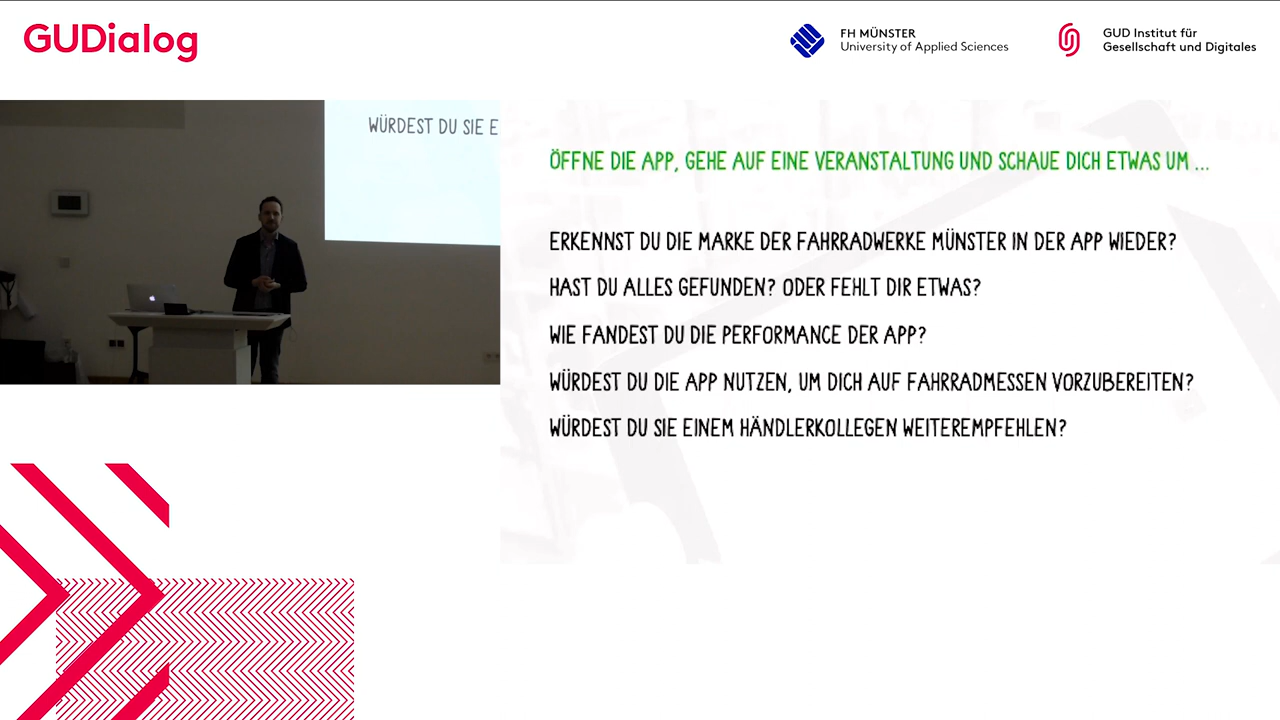 GUDialog
FH MÜNSTER
University of Applied Sciences
GUD Institut für
Gesellschaft und Digitales
WÜRDEST DU SIE E
ÖFFNE DIE APP, GEHE AUF EINE VERANSTALTUNG UND SCHAUE DICH ETWAS UM ...
ERKENNST DU DIE MARKE DER FAHRRADWERKE MÜNSTER IN DER APP WIEDER?
HAST DU ALLES GEFUNDEN? ODER FEHLT DIR ETWAS?
WIE FANDEST DU DIE PERFORMANCE DER APP?
WÜRDEST DU DIE APP NUTZEN, UM DICH AUF FAHRRADMESSEN VORZUBEREITEN?
WÜRDEST DU SIE EINEM HÄNDLERKOLLEGEN WEITEREMPFEHLEN?